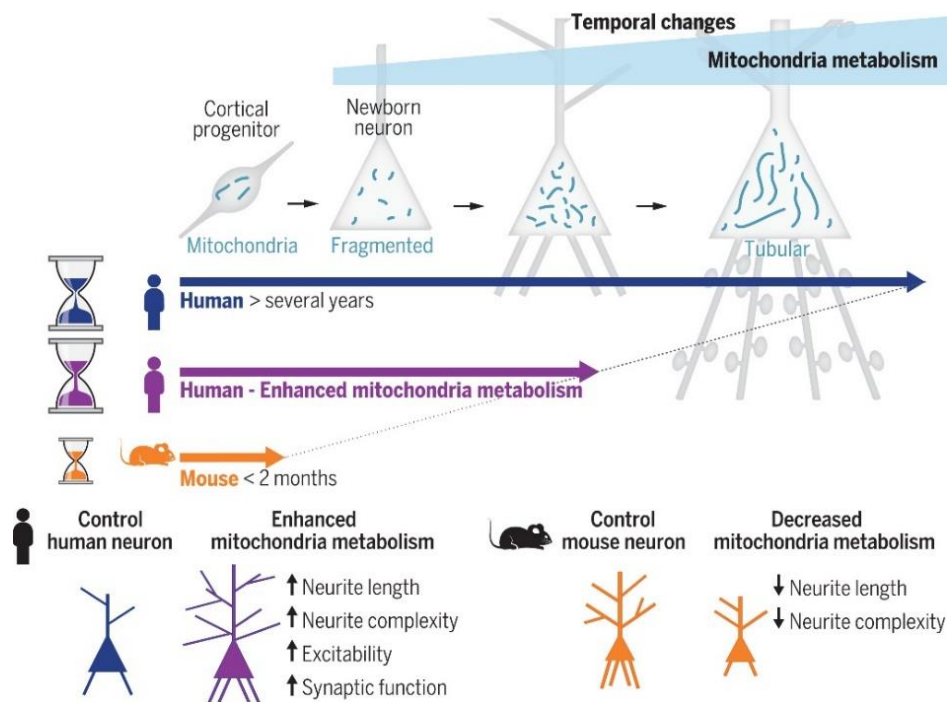 Temporal changes
Mitochondria metabolism
Cortical
progenitor
Newborn
neuron
Mitochondria
Fragmented
Tubular
Human > several years
Human - Enhanced mitochondria metabolism
Mouse < 2 months
Control
human neuron
Enhanced
mitochondria metabolism
↑ Neurite length
↑ Neurite complexity
↑ Excitability
↑ Synaptic function
Control
mouse neuron
Decreased
mitochondria metabolism
↓ Neurite length
↓ Neurite complexity